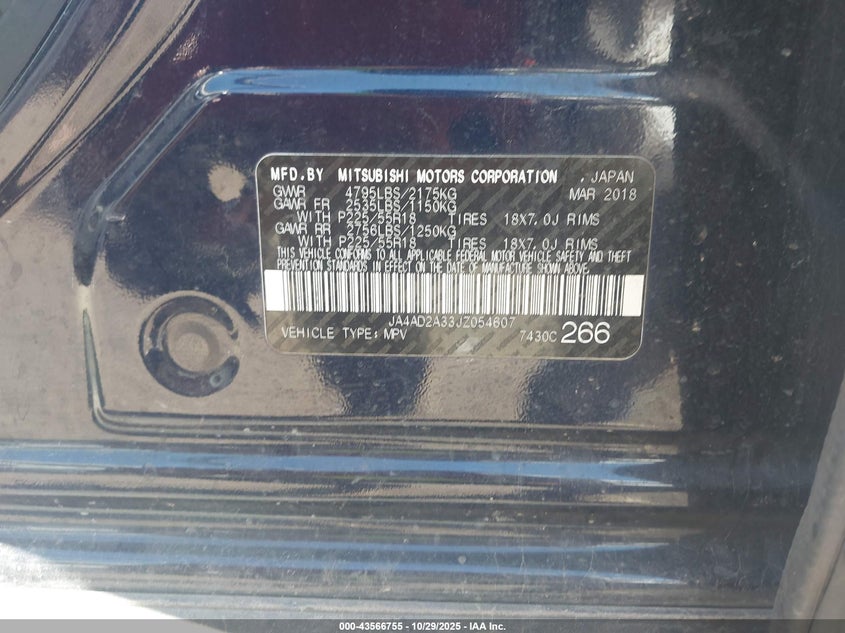 MFD.BY MITSUBISHI MOTORS CORPORATION , JAPAN
GVWR 4795LBS/2175KG MAR 2018
GAWR FR 2535LBS/1150KG
WITH P225/55R18 TIRES 18X7.0J RIMS
GAWR RR 2756LBS/1250KG
WITH P225/55R18 TIRES 18X7.0J RIMS
THIS VEHICLE CONFORMS TO ALL APPLICABLE FEDERAL MOTOR VEHICLE SAFETY AND THEFT
PREVENTION STANDARDS IN EFFECT ON THE DATE OF MANUFACTURE SHOWN ABOVE.
JA4AD2A33JZ054607
VEHICLE TYPE:MPV 7430C 266
000-43566755 - 10/29/2025 - IAA Inc.